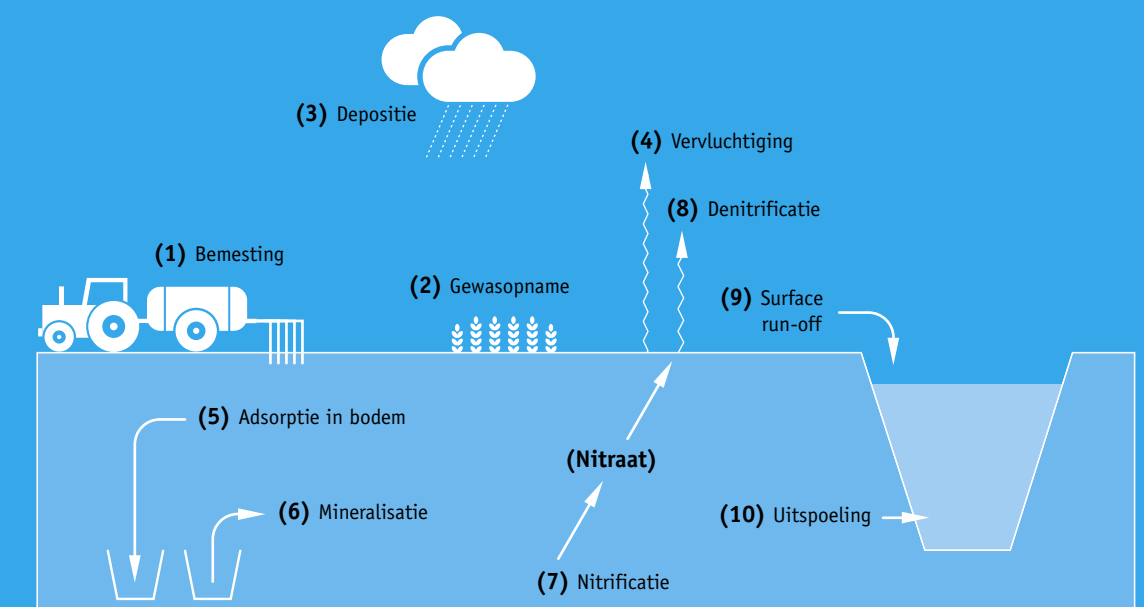 (3) Depositie
(4) Vervluchtiging
(8) Denitrificatie
(1) Bemesting
(2) Gewasopname
(9) Surface
run-off
(5) Adsorptie in bodem
(Nitraat)
(6) Mineralisatie
(10) Uitspoeling
(7) Nitrificatie